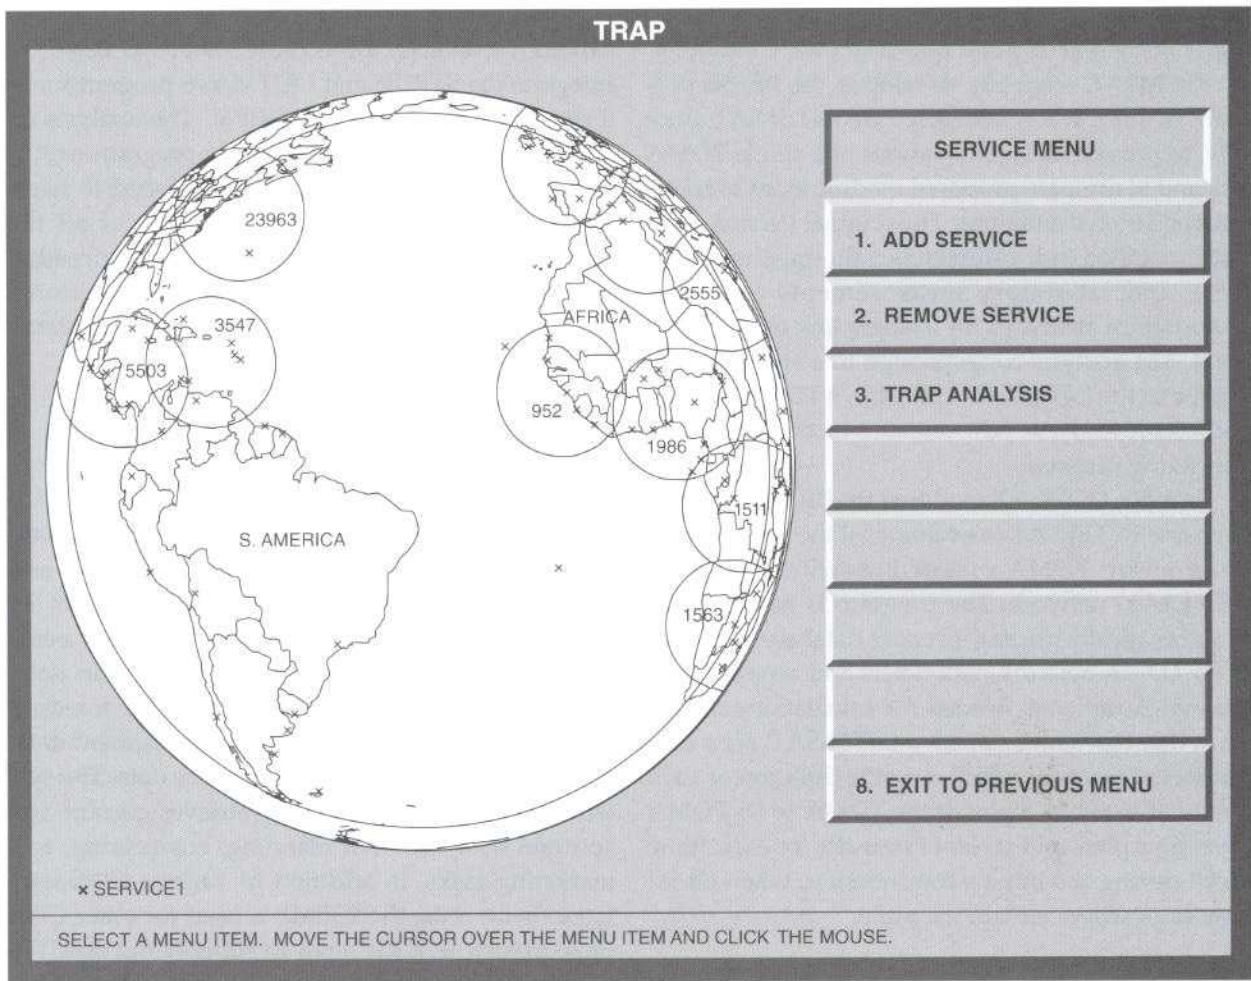 TRAP
23963
3547
5503
AFRICA
2555
952
1986
1511
S. AMERICA
1563
× SERVICE1
SERVICE MENU
1. ADD SERVICE
2. REMOVE SERVICE
3. TRAP ANALYSIS
8. EXIT TO PREVIOUS MENU
SELECT A MENU ITEM. MOVE THE CURSOR OVER THE MENU ITEM AND CLICK THE MOUSE.